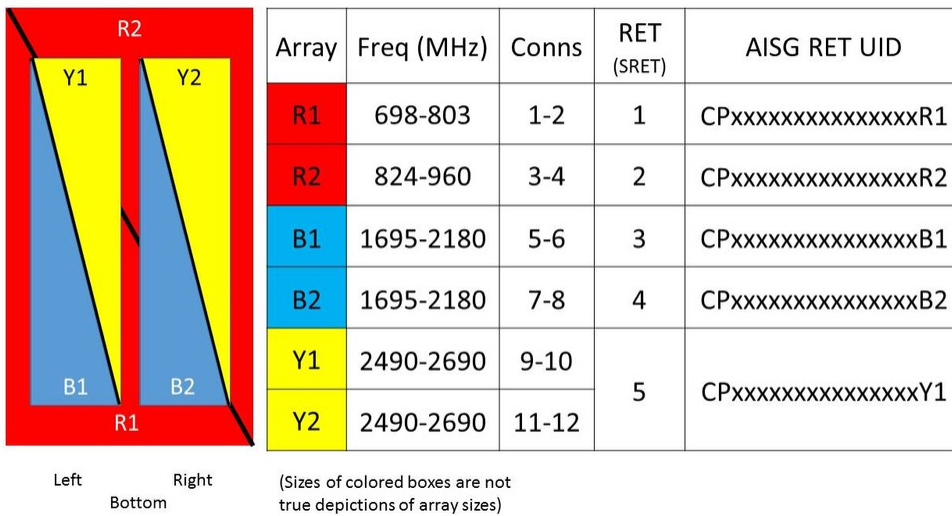 R2
Y1 Y2
B1 B2
R1
Left Right
Bottom
Array Freq (MHz) Conns RET (SRET) AISG RET UID
R1 698-803 1-2 1 CPxxxxxxxxxxxxxxxR1
R2 824-960 3-4 2 CPxxxxxxxxxxxxxxxR2
B1 1695-2180 5-6 3 CPxxxxxxxxxxxxxxxB1
B2 1695-2180 7-8 4 CPxxxxxxxxxxxxxxxB2
Y1 2490-2690 9-10 5 CPxxxxxxxxxxxxxxxY1
Y2 2490-2690 11-12
(Sizes of colored boxes are not
true depictions of array sizes)